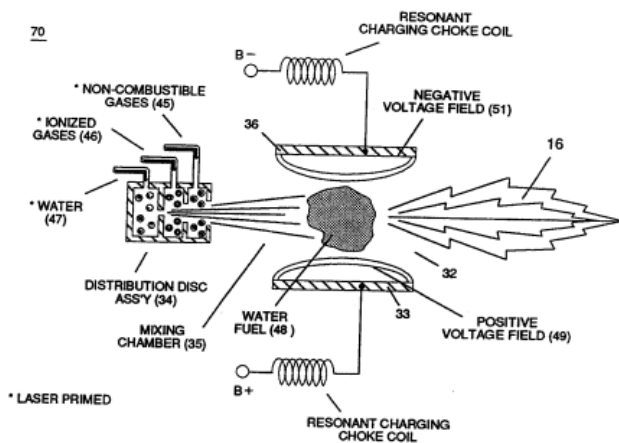 70
RESONANT
CHARGING CHOKE COIL
B-
* NON-COMBUSTIBLE
GASES (45)
* IONIZED
GASES (46)
* WATER
(47)
36
NEGATIVE
VOLTAGE FIELD (51)
16
DISTRIBUTION DISC
ASS'Y (34)
MIXING
CHAMBER (35)
WATER
FUEL (48)
32
33
POSITIVE
VOLTAGE FIELD (49)
B+
* LASER PRIMED
RESONANT CHARGING
CHOKE COIL